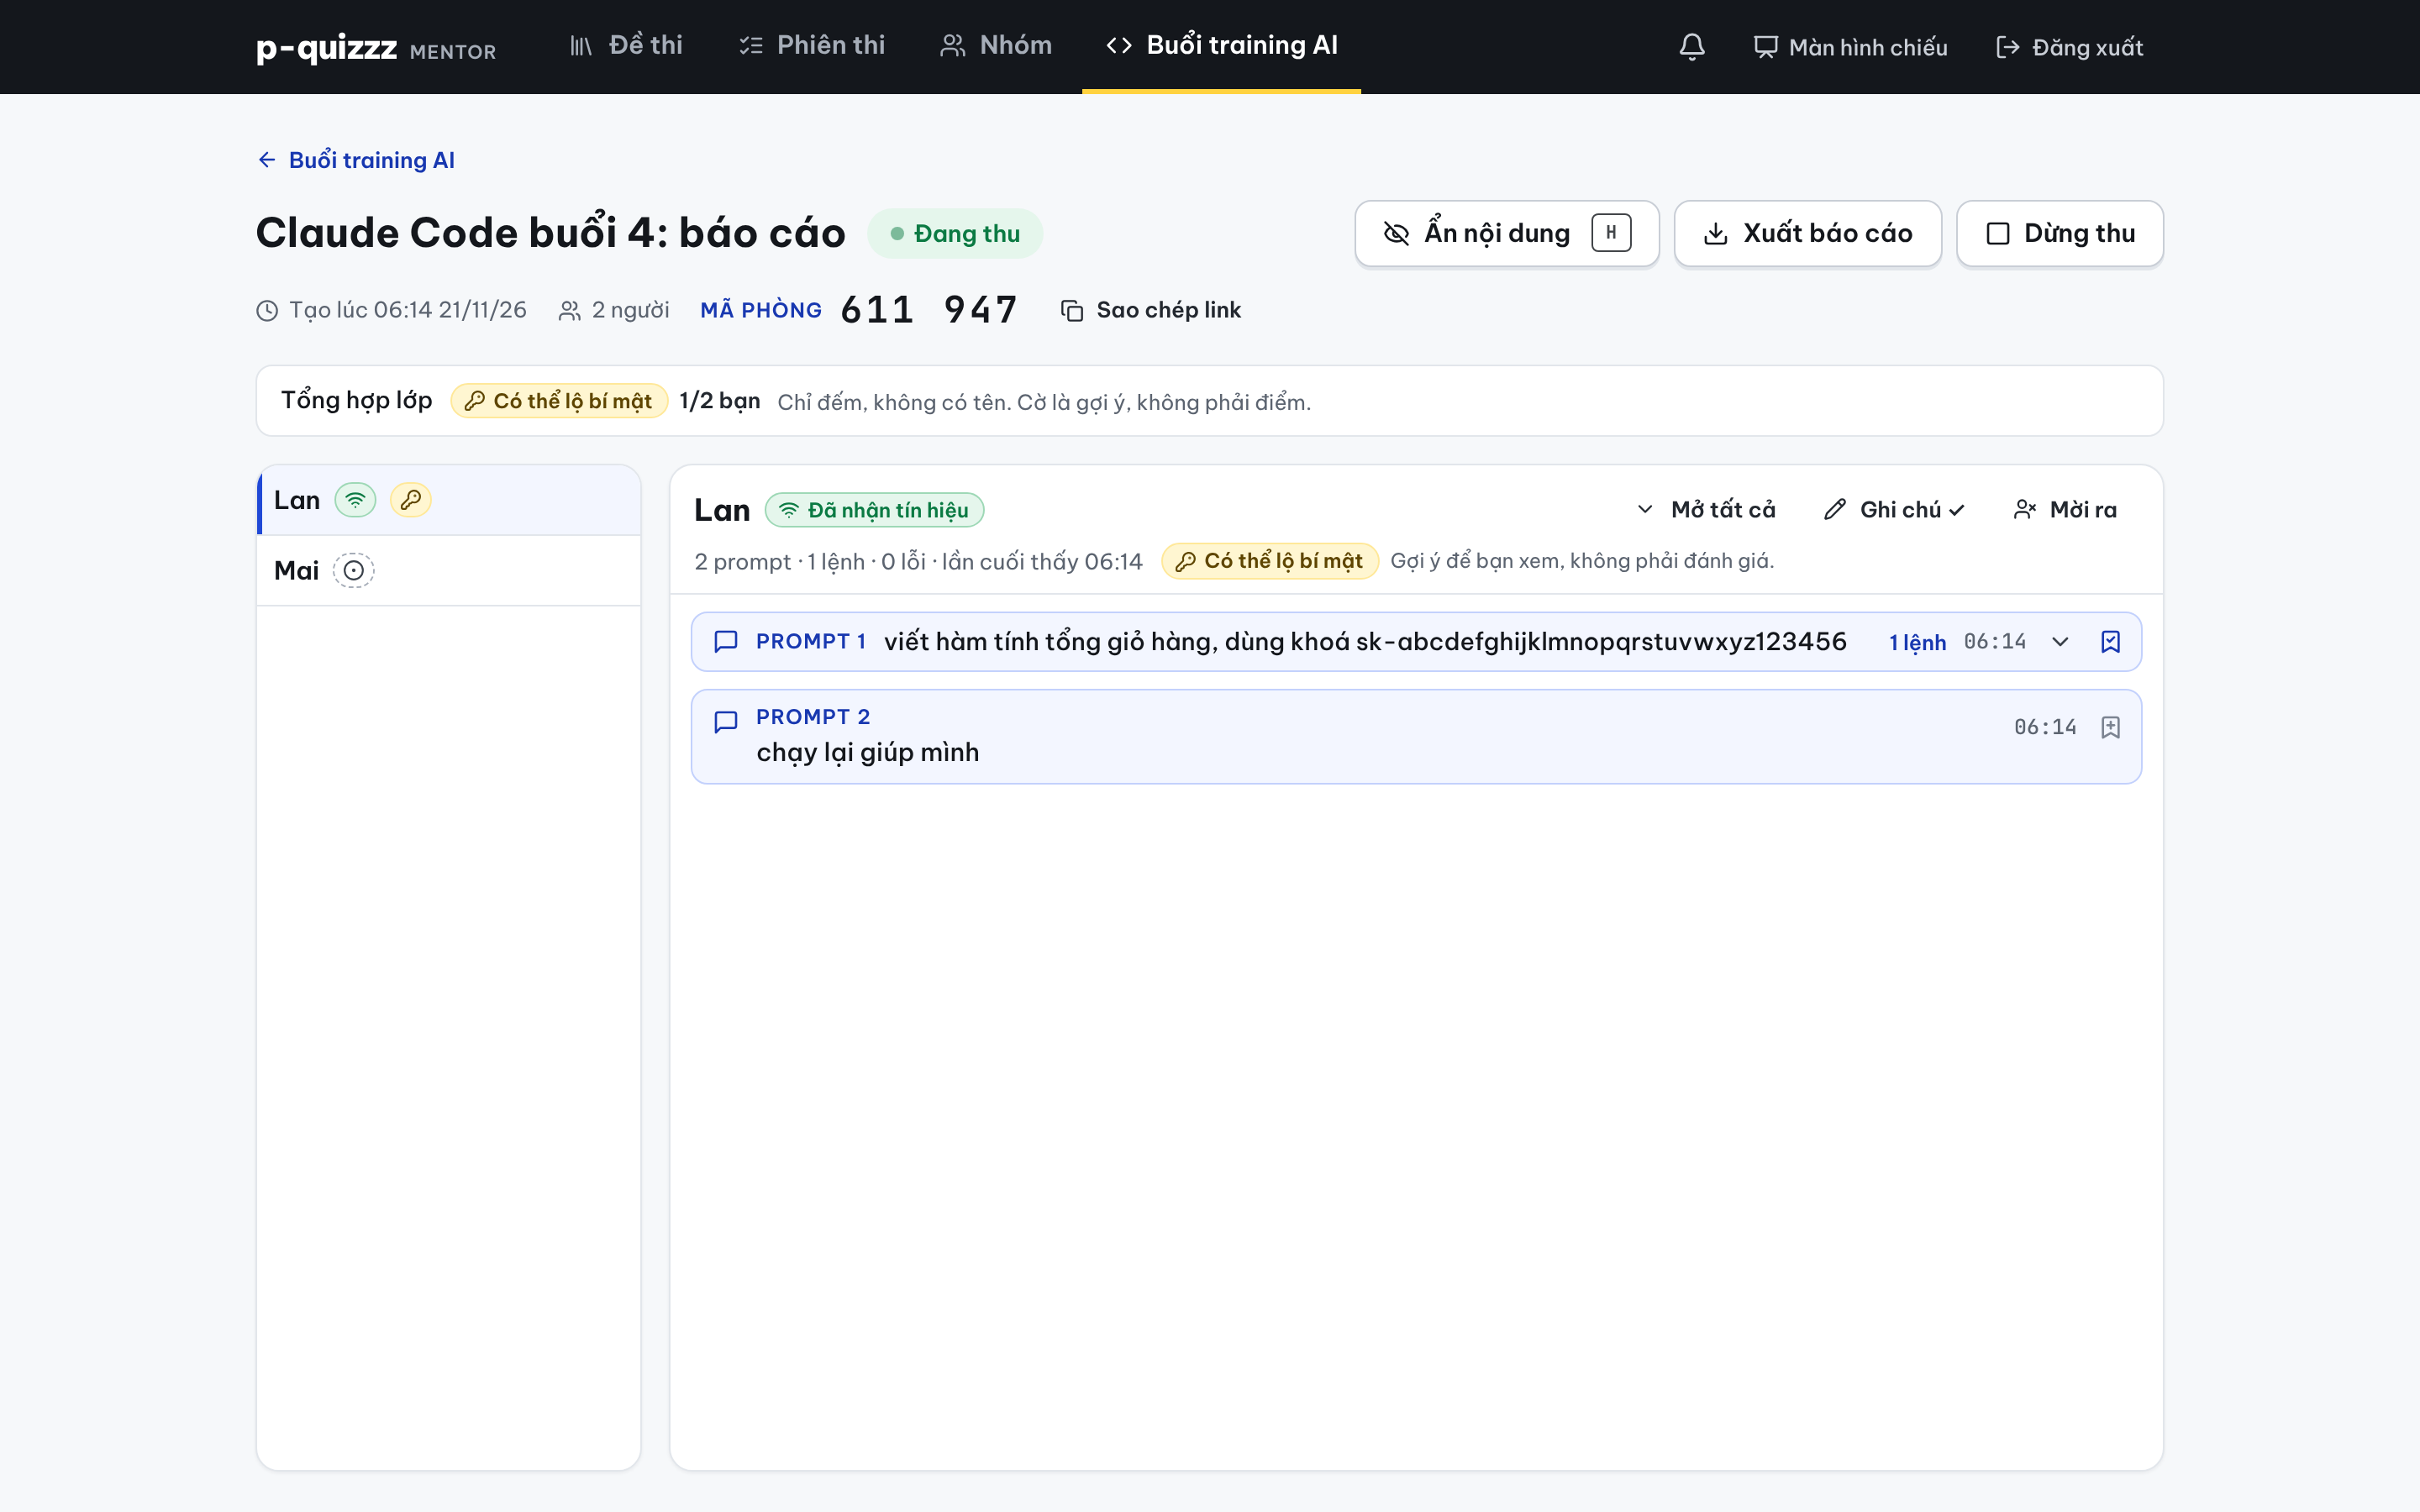 p-quizzz MENTOR Đề thi Phiên thi Nhóm Buổi training AI Màn hình chiếu Đăng xuất
Buổi training AI
Claude Code buổi 4: báo cáo Đang thu Ẩn nội dung H Xuất báo cáo Dừng thu
Tạo lúc 06:14 21/11/26 2 người MÃ PHÒNG 611 947 Sao chép link
Tổng hợp lớp Có thể lộ bí mật 1/2 bạn Chỉ đếm, không có tên. Cờ là gợi ý, không phải điểm.
Lan
Mai
Lan Đã nhận tín hiệu Mở tất cả Ghi chú Mời ra
2 prompt · 1 lệnh · 0 lỗi · lần cuối thấy 06:14 Có thể lộ bí mật Gợi ý để bạn xem, không phải đánh giá.
PROMPT 1 viết hàm tính tổng giỏ hàng, dùng khoá sk-abcdefghijklmnopqrstuvwxyz123456 1 lệnh 06:14
PROMPT 2 06:14
chạy lại giúp mình